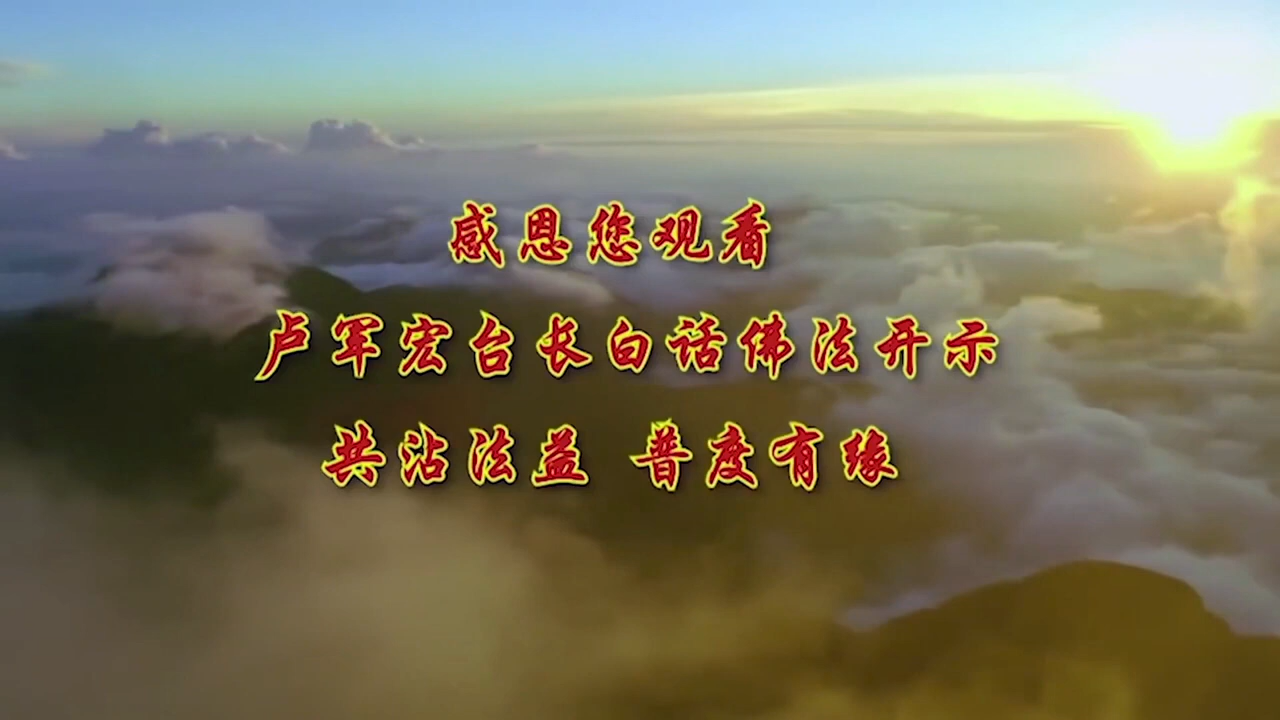 感恩您观看
卢军宏台长白话佛法开示
共沾法益 普度有缘